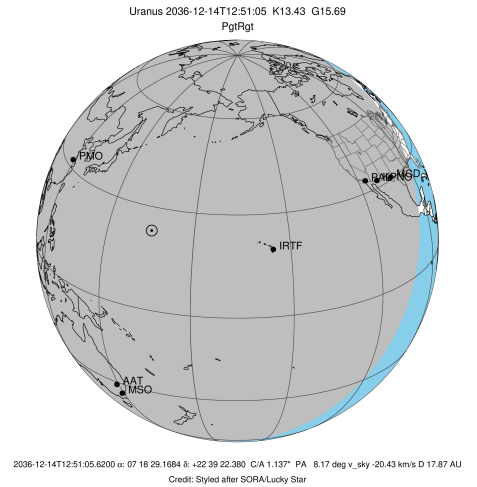 Uranus 2036-12-14T12:51:05 K13.43 G15.69
PgtRgt
PMO
MCD
IRTF
AAT
MSO
2036-12-14T12:51:05.6200 α: 07 18 29.1684 δ: +22 39 22.380 C/A 1.137" PA 8.17 deg v_sky -20.43 km/s D 17.87 AU
Credit: Styled after SORA/Lucky Star